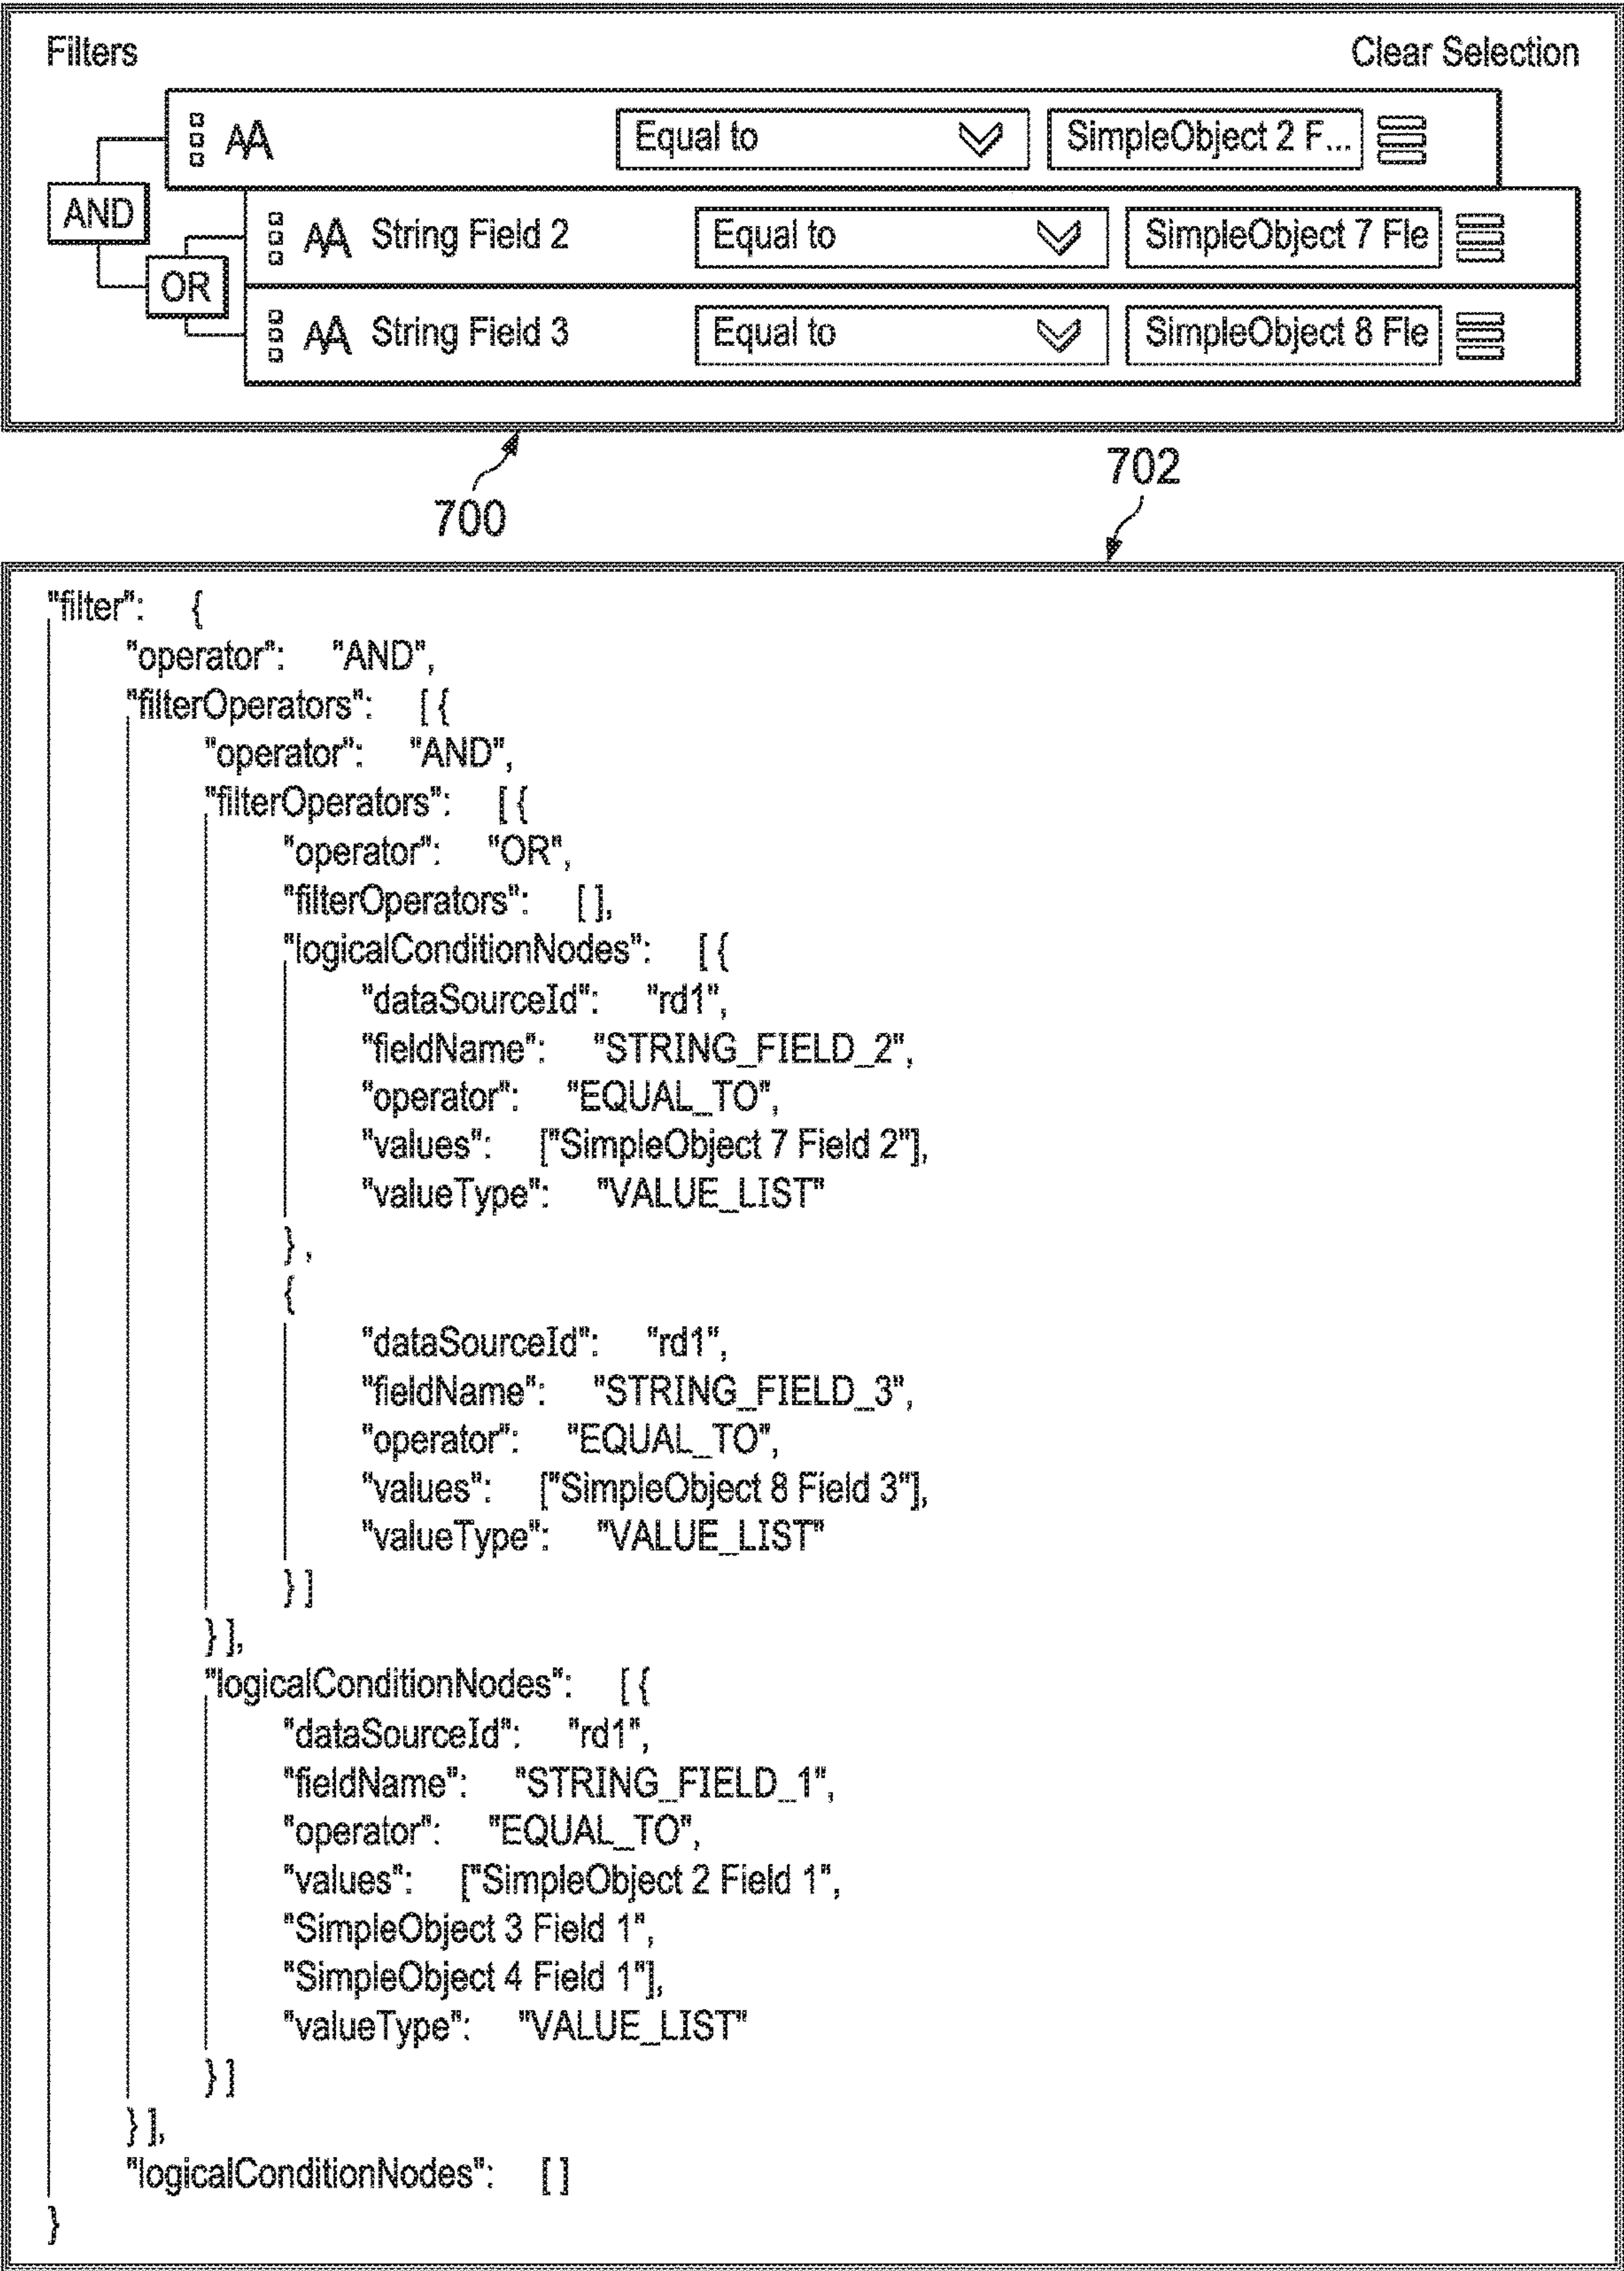 Filters Clear Selection
AA Equal to SimpleObject 2 F...
AND
AA String Field 2 Equal to SimpleObject 7 Fie
OR
AA String Field 3 Equal to SimpleObject 8 Fie
700
702
"filter": {
"operator": "AND",
"filterOperators": [ {
"operator": "AND",
"filterOperators": [ {
"operator": "OR",
"filterOperators": [ ],
"logicalConditionNodes": [ {
"dataSourceId": "rd1",
"fieldName": "STRING_FIELD_2",
"operator": "EQUAL_TO",
"values": ["SimpleObject 7 Field 2"],
"valueType": "VALUE_LIST"
} ,
{
"dataSourceId": "rd1",
"fieldName": "STRING_FIELD_3",
"operator": "EQUAL_TO",
"values": ["SimpleObject 8 Field 3"],
"valueType": "VALUE_LIST"
} ]
} ],
"logicalConditionNodes": [ {
"dataSourceId": "rd1",
"fieldName": "STRING_FIELD_1",
"operator": "EQUAL_TO",
"values": ["SimpleObject 2 Field 1",
"SimpleObject 3 Field 1",
"SimpleObject 4 Field 1"],
"valueType": "VALUE_LIST"
} ]
} ],
"logicalConditionNodes": [ ]
}